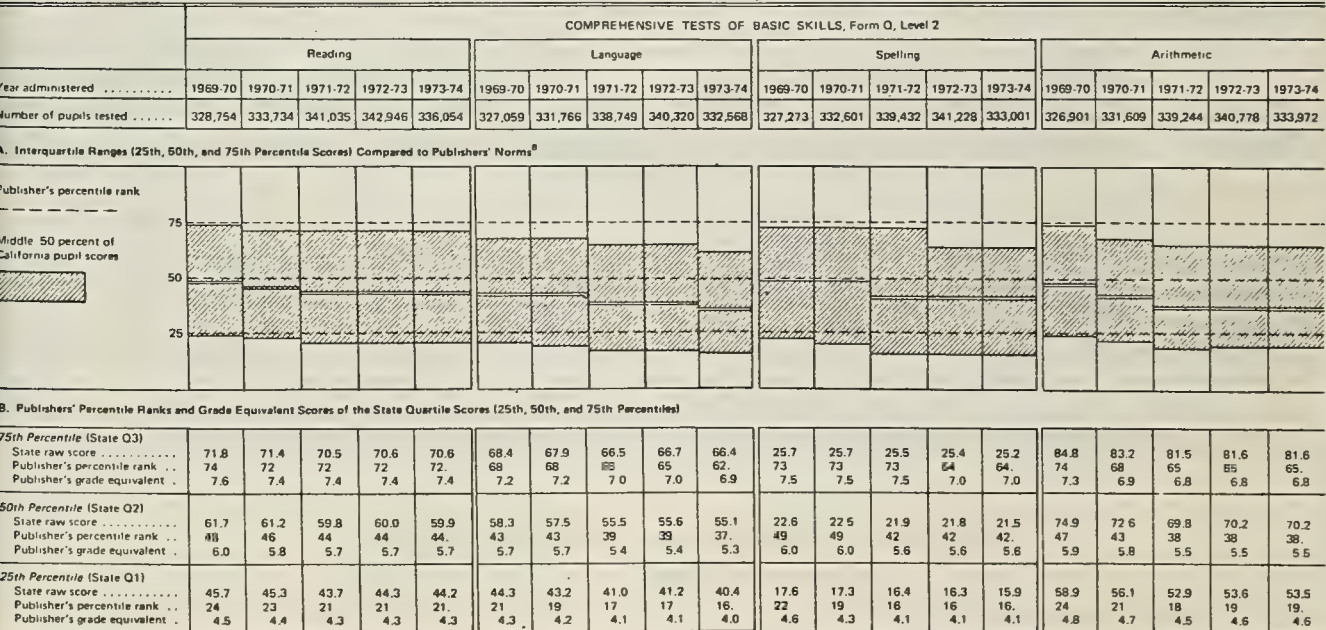 COMPREHENSIVE TESTS OF BASIC SKILLS, Form Q, Level 2
Reading Language Spelling Arithmetic
Year administered .......... 1969-70 1970-71 1971-72 1972-73 1973-74 1969-70 1970-71 1971-72 1972-73 1973-74 1969-70 1970-71 1971-72 1972-73 1973-74 1969-70 1970-71 1971-72 1972-73 1973-74
Number of pupils tested ...... 328,754 333,734 341,035 342,946 336,054 327,059 331,766 338,749 340,320 332,568 327,273 332,601 339,432 341,228 333,001 326,901 331,609 339,244 340,778 333,972
A. Interquartile Ranges (25th, 50th, and 75th Percentile Scores) Compared to Publishers' Norms
Publisher's percentile rank
75
Middle 50 percent of
California pupil scores
50
25
B. Publishers' Percentile Ranks and Grade Equivalent Scores of the State Quartile Scores (25th, 50th, and 75th Percentiles)
75th Percentile (State Q3)
State raw score .......... 71.8 71.4 70.5 70.6 70.6 68.4 67.9 66.5 66.7 66.4 25.7 25.7 25.5 25.4 25.2 84.8 83.2 81.5 81.6 81.6
Publisher's percentile rank .. 74 72 72 72 72. 68 68 65 62. 73 73 73 64 64. 74 68 65 65 65.
Publisher's grade equivalent . 7.6 7.4 7.4 7.4 7.4 7.2 7.2 7.0 7.0 6.9 7.5 7.5 7.5 7.0 7.0 7.3 6.9 6.8 6.8 6.8
50th Percentile (State Q2)
State raw score .......... 61.7 61.2 59.8 60.0 59.9 58.3 57.5 55.5 55.6 55.1 22.6 22.5 21.9 21.8 21.5 74.9 72.6 69.8 70.2 70.2
Publisher's percentile rank .. 48 46 44 44 44. 43 43 39 39 37. 49 49 42 42 42. 47 43 38 38 38.
Publisher's grade equivalent . 6.0 5.8 5.7 5.7 5.7 5.7 5.7 5.4 5.4 5.3 6.0 6.0 5.6 5.6 5.6 5.9 5.8 5.5 5.5 5.5
25th Percentile (State Q1)
State raw score .......... 45.7 45.3 43.7 44.3 44.2 44.3 43.2 41.0 41.2 40.4 17.6 17.3 16.4 16.3 15.9 58.9 56.1 52.9 53.6 53.5
Publisher's percentile rank .. 24 23 21 21 21. 21 19 17 17 16. 22 19 16 16 16. 24 21 18 19 19.
Publisher's grade equivalent . 4.5 4.4 4.3 4.3 4.3 4.3 4.2 4.1 4.1 4.0 4.6 4.3 4.1 4.1 4.1 4.8 4.7 4.5 4.6 4.6